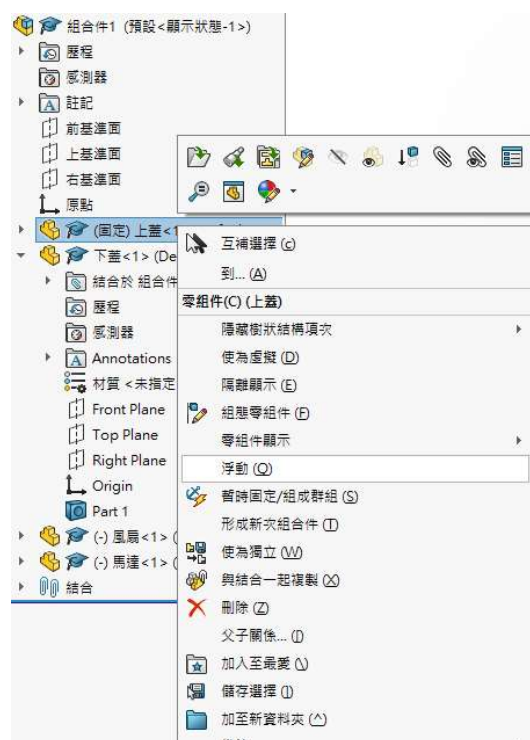 組合件1 (預設<顯示狀態-1>)
歷程
感測器
註記
前基準面
上基準面
右基準面
原點
(固定) 上蓋<1
下蓋<1> (De
結合於 組合件
歷程
感測器
Annotations
材質 <未指定
Front Plane
Top Plane
Right Plane
Origin
Part 1
(-) 風扇<1> (
(-) 馬達<1> (
結合
互補選擇 (C)
到... (A)
零組件(C) (上蓋)
隱藏樹狀結構項次
使為虛擬 (D)
隔離顯示 (E)
組態零組件 (F)
零組件顯示
浮動 (Q)
暫時固定/組成群組 (S)
形成新次組合件 (T)
使為獨立 (W)
與結合一起複製 (X)
刪除 (Z)
父子關係... (I)
加入至最愛 (\)
儲存選擇 (])
加至新資料夾 (^)